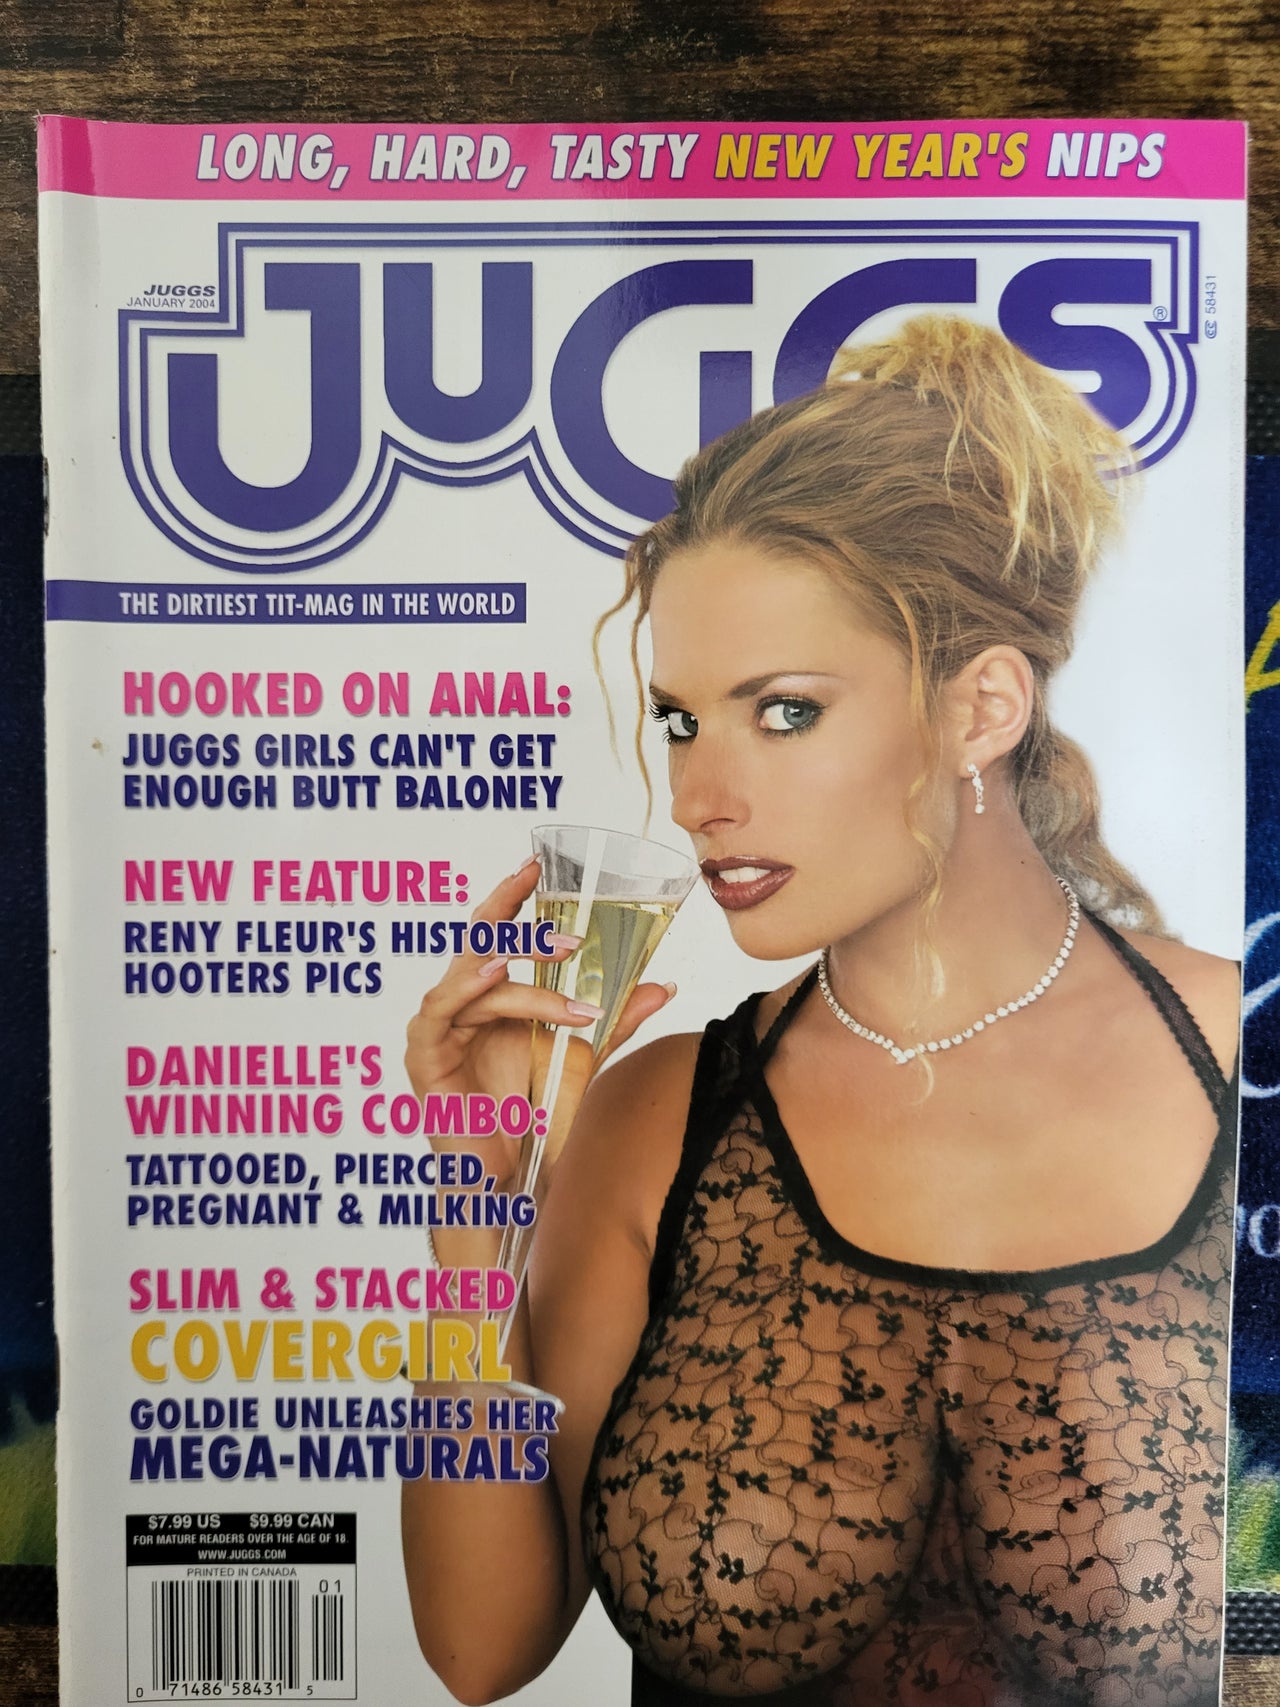 LONG, HARD, TASTY NEW YEAR'S NIPS
JUGGS
JANUARY 2004
JUGGS
®
CC 58431
THE DIRTIEST TIT-MAG IN THE WORLD
HOOKED ON ANAL:
JUGGS GIRLS CAN'T GET
ENOUGH BUTT BALONEY
NEW FEATURE:
RENY FLEUR'S HISTORIC
HOOTERS PICS
DANIELLE'S
WINNING COMBO:
TATTOOED, PIERCED,
PREGNANT & MILKING
SLIM & STACKED
COVERGIRL
GOLDIE UNLEASHES HER
MEGA-NATURALS
$7.99 US $9.99 CAN
FOR MATURE READERS OVER THE AGE OF 18.
WWW.JUGGS.COM
PRINTED IN CANADA
01
0 71486 58431 5